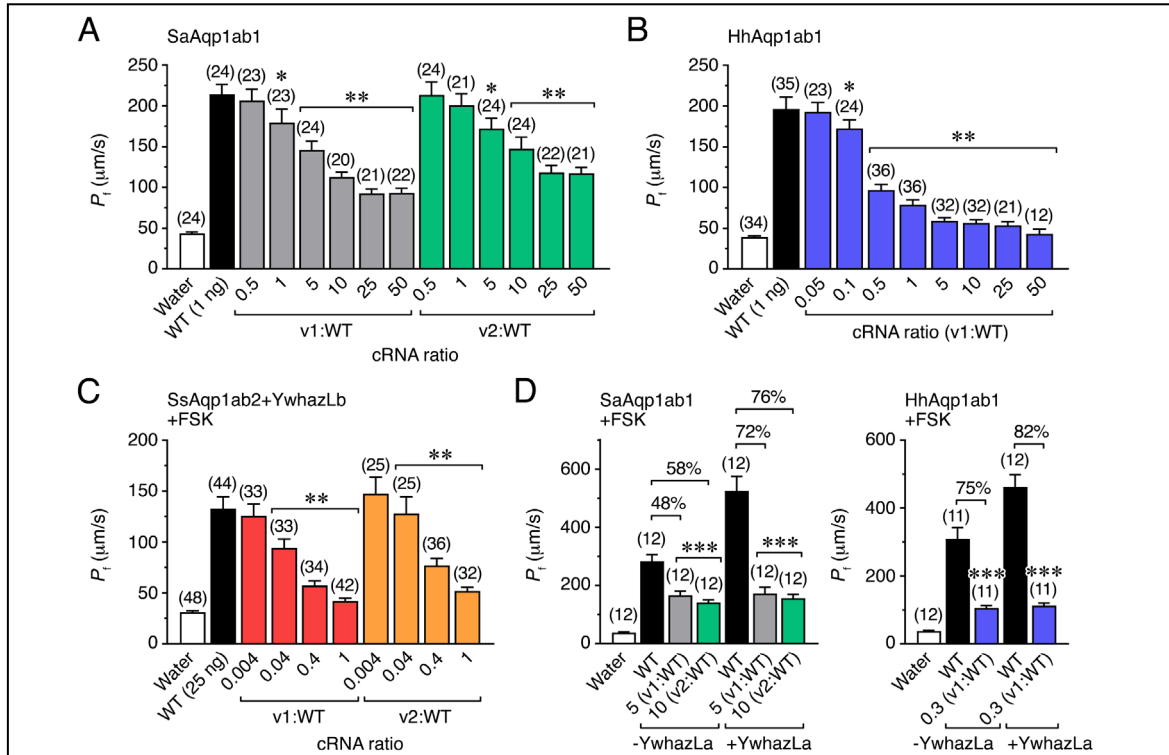 A
SaAqp1ab1
Pf (μm/s)
250
200
150
100
50
0
(24)
(24)
(23)
*
(23)
**
(24)
(20)
(21)
(22)
(24)
(21)
*
(24)
**
(24)
(22)
(21)
Water
WT (1 ng)
0.5
1
5
10
25
50
0.5
1
5
10
25
50
v1:WT
v2:WT
cRNA ratio
B
HhAqp1ab1
Pf (μm/s)
250
200
150
100
50
0
(34)
(35)
(23)
*
(24)
**
(36)
(36)
(32)
(32)
(21)
(12)
Water
WT (1 ng)
0.05
0.1
0.5
1
5
10
25
50
cRNA ratio (v1:WT)
C
SsAqp1ab2+YwhazLb
+FSK
Pf (μm/s)
200
150
100
50
0
(48)
(44)
(33)
**
(33)
(34)
(42)
(25)
**
(25)
(36)
(32)
Water
WT (25 ng)
0.004
0.04
0.4
1
0.004
0.04
0.4
1
v1:WT
v2:WT
cRNA ratio
D
SaAqp1ab1
+FSK
Pf (μm/s)
600
400
200
0
76%
72%
58%
48%
(12)
(12)
***
(12)
(12)
(12)
***
(12)
(12)
Water
WT
5 (v1:WT)
10 (v2:WT)
WT
5 (v1:WT)
10 (v2:WT)
-YwhazLa
+YwhazLa
HhAqp1ab1
+FSK
Pf (μm/s)
600
400
200
0
82%
75%
(12)
(11)
***
(11)
(12)
***
(11)
Water
WT
0.3 (v1:WT)
WT
0.3 (v1:WT)
-YwhazLa
+YwhazLa